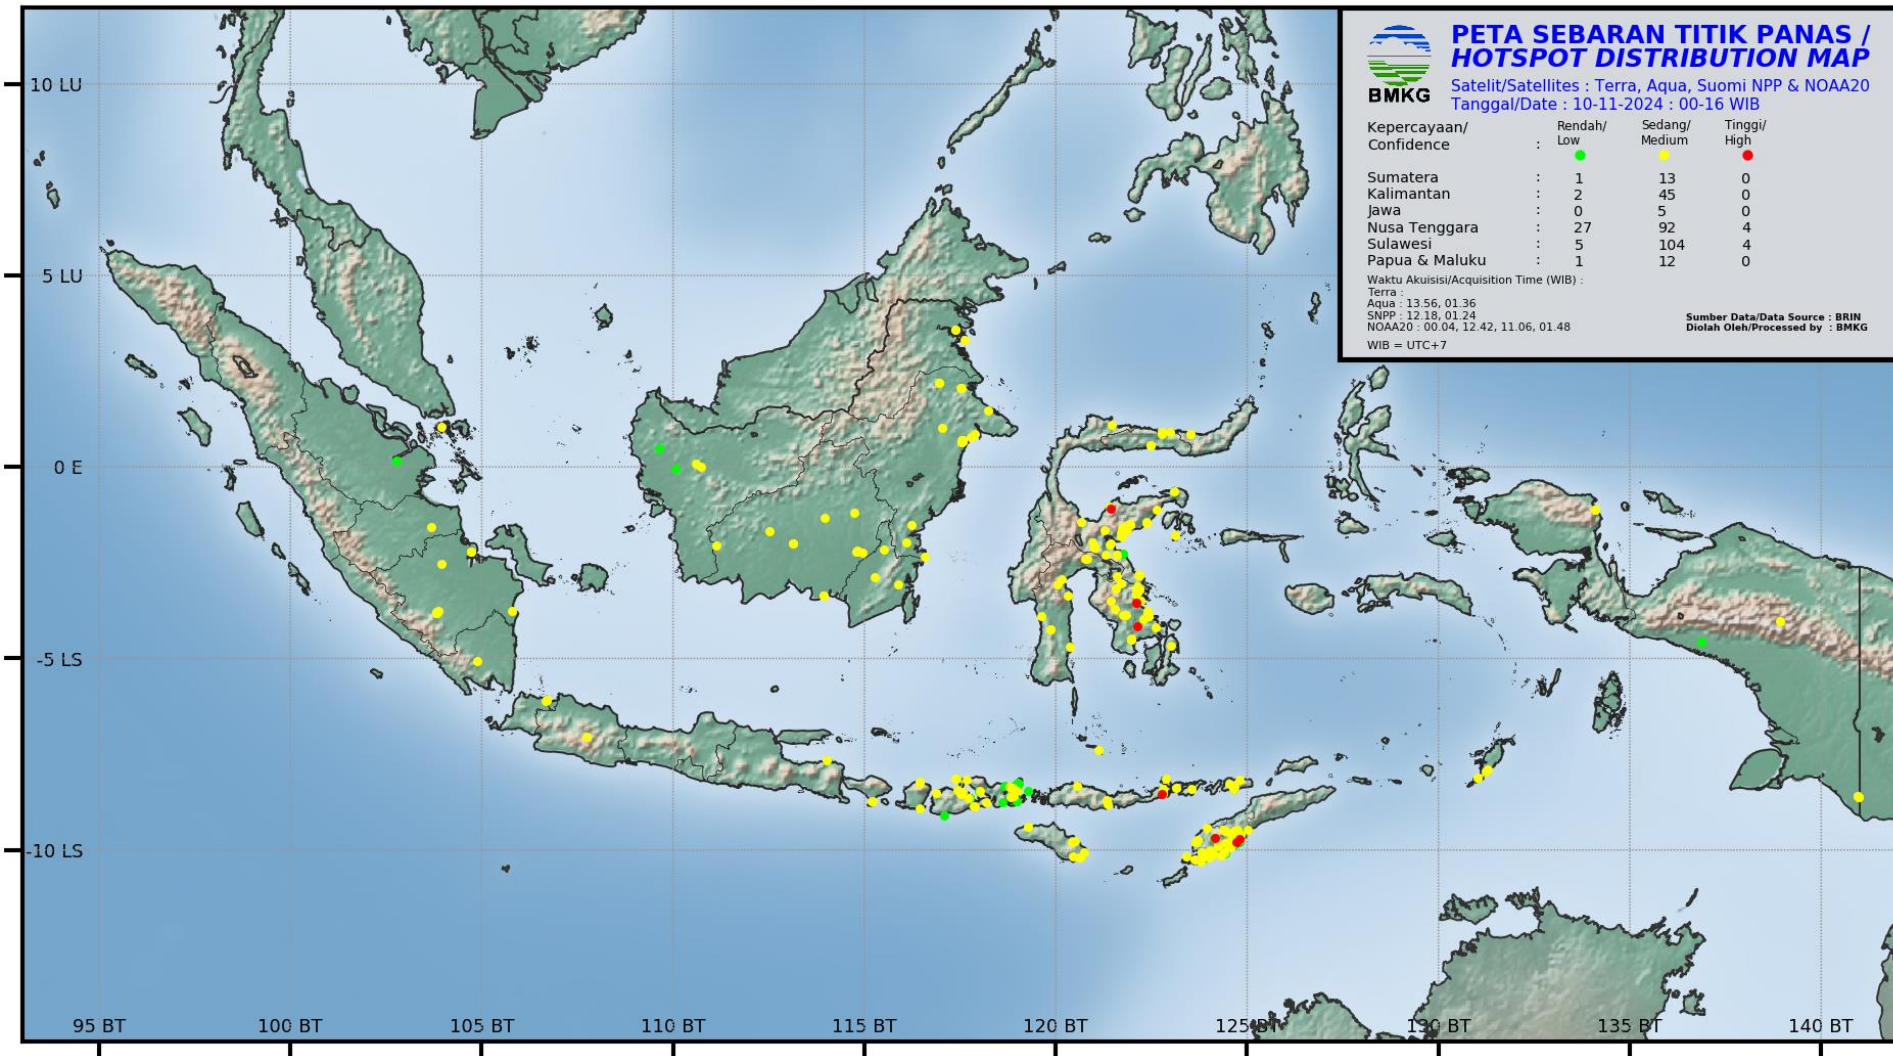 PETA SEBARAN TITIK PANAS /
HOTSPOT DISTRIBUTION MAP
BMKG
Satelit/Satellites : Terra, Aqua, Suomi NPP & NOAA20
Tanggal/Date : 10-11-2024 : 00-16 WIB
Kepercayaan/ Rendah/ Sedang/ Tinggi/
Confidence : Low Medium High
Sumatera : 1 13 0
Kalimantan : 2 45 0
Jawa : 0 5 0
Nusa Tenggara : 27 92 4
Sulawesi : 5 104 4
Papua & Maluku : 1 12 0
Waktu Akuisisi/Acquisition Time (WIB) :
Terra :
Aqua : 13.56, 01.36
SNPP : 12.18, 01.24
NOAA20 : 00.04, 12.42, 11.06, 01.48
WIB = UTC+7
Sumber Data/Data Source : BRIN
Diolah Oleh/Processed by : BMKG
10 LU
5 LU
0 E
-5 LS
-10 LS
95 BT 100 BT 105 BT 110 BT 115 BT 120 BT 125 BT 130 BT 135 BT 140 BT